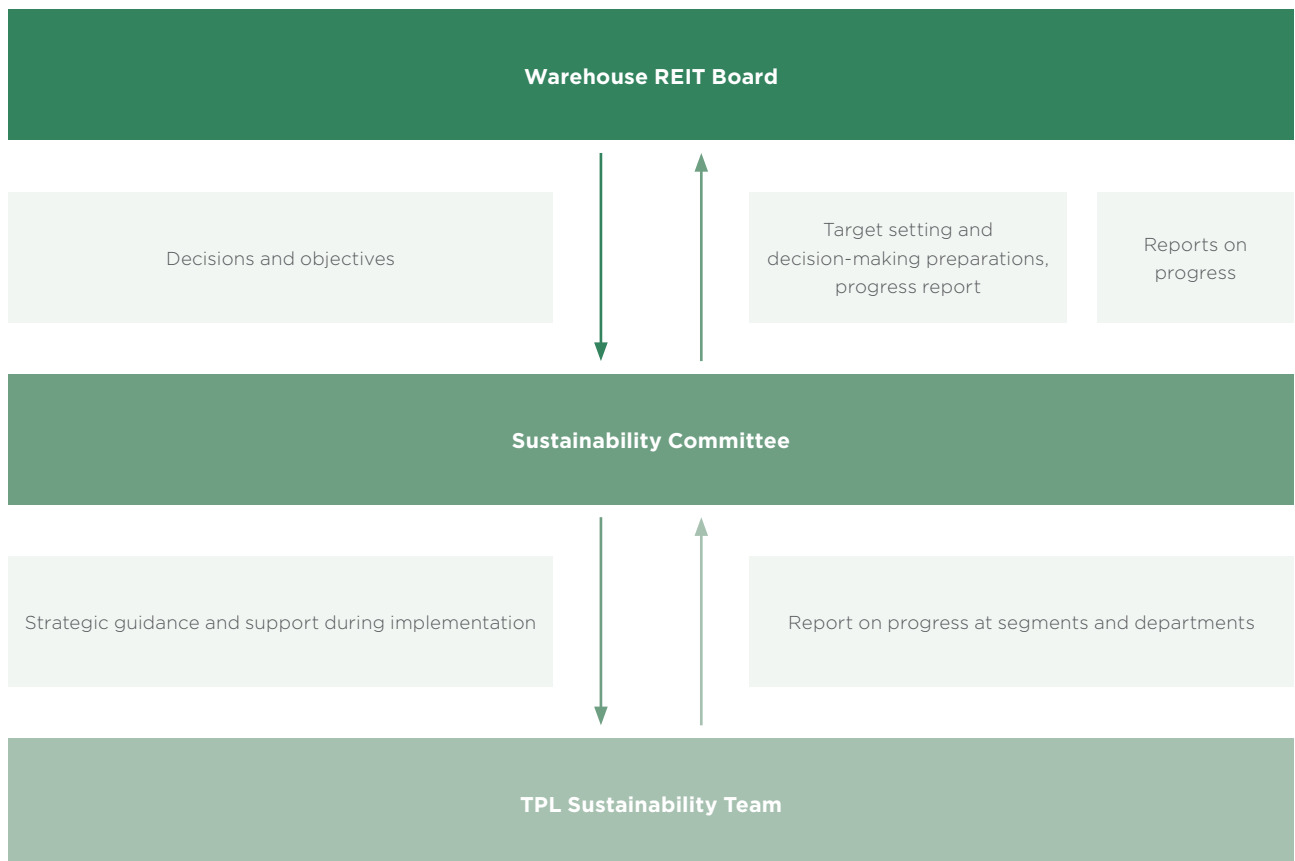 Warehouse REIT Board
Decisions and objectives
Target setting and
decision-making preparations,
progress report
Reports on
progress
Sustainability Committee
Strategic guidance and support during implementation
Report on progress at segments and departments
TPL Sustainability Team